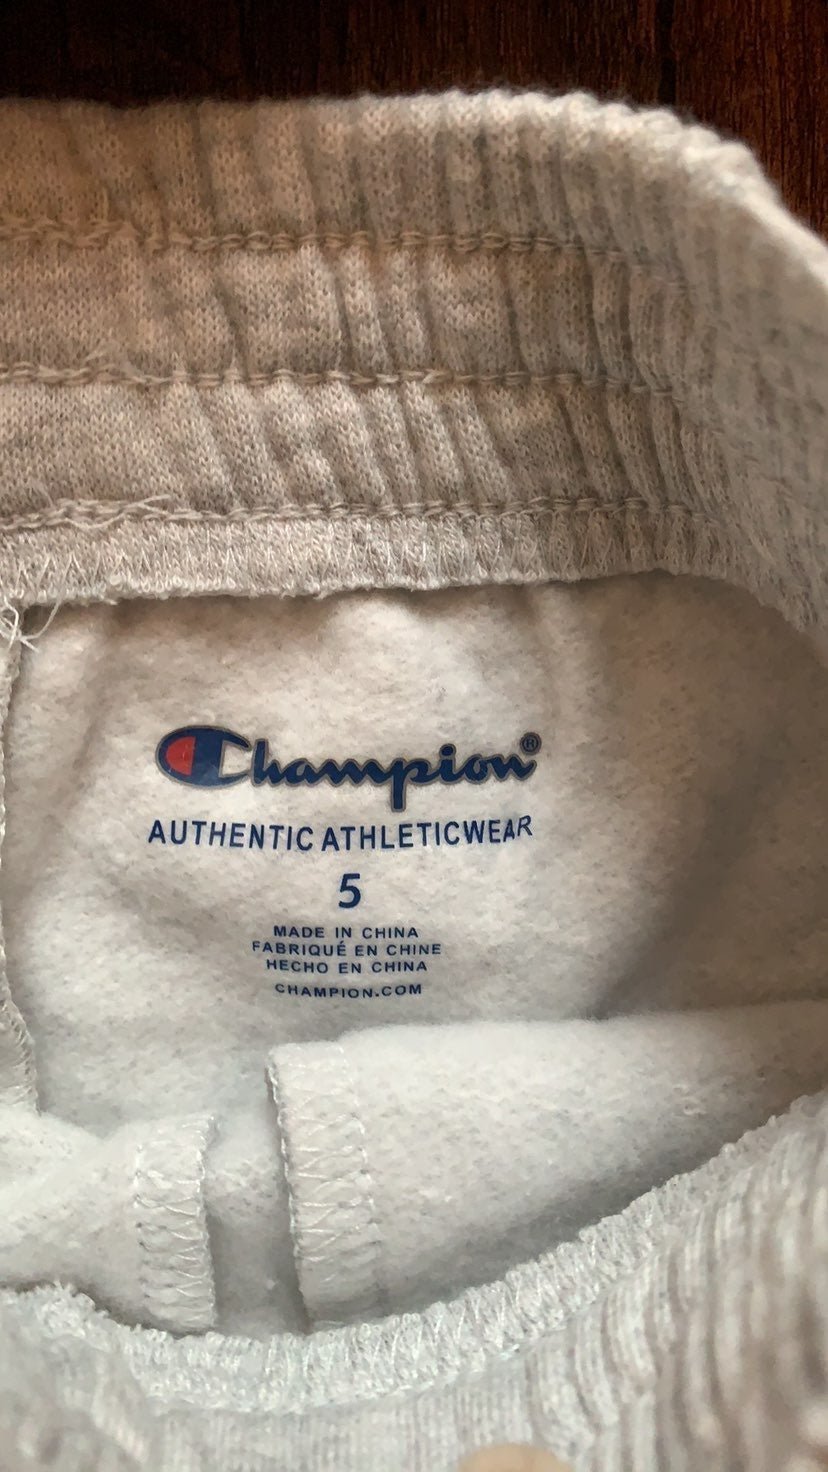 Champion®
AUTHENTIC ATHLETICWEAR
5
MADE IN CHINA
FABRIQUÉ EN CHINE
HECHO EN CHINA
CHAMPION.COM